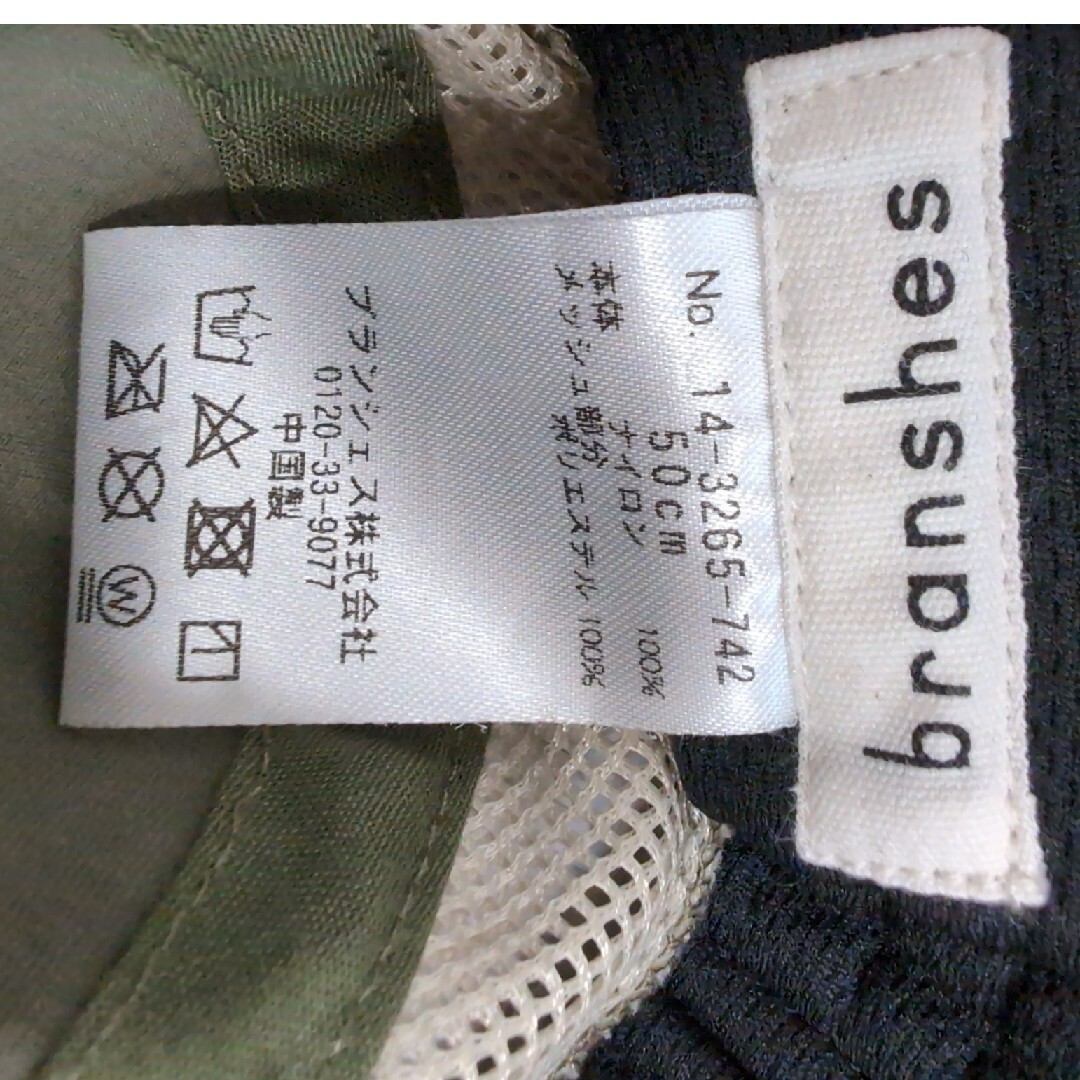 branshes
No. 14-3265-742
50cm
本体 ナイロン 100%
メッシュ部分 ポリエステル 100%
ブランシェス株式会社
0120-33-9077
中国製
W